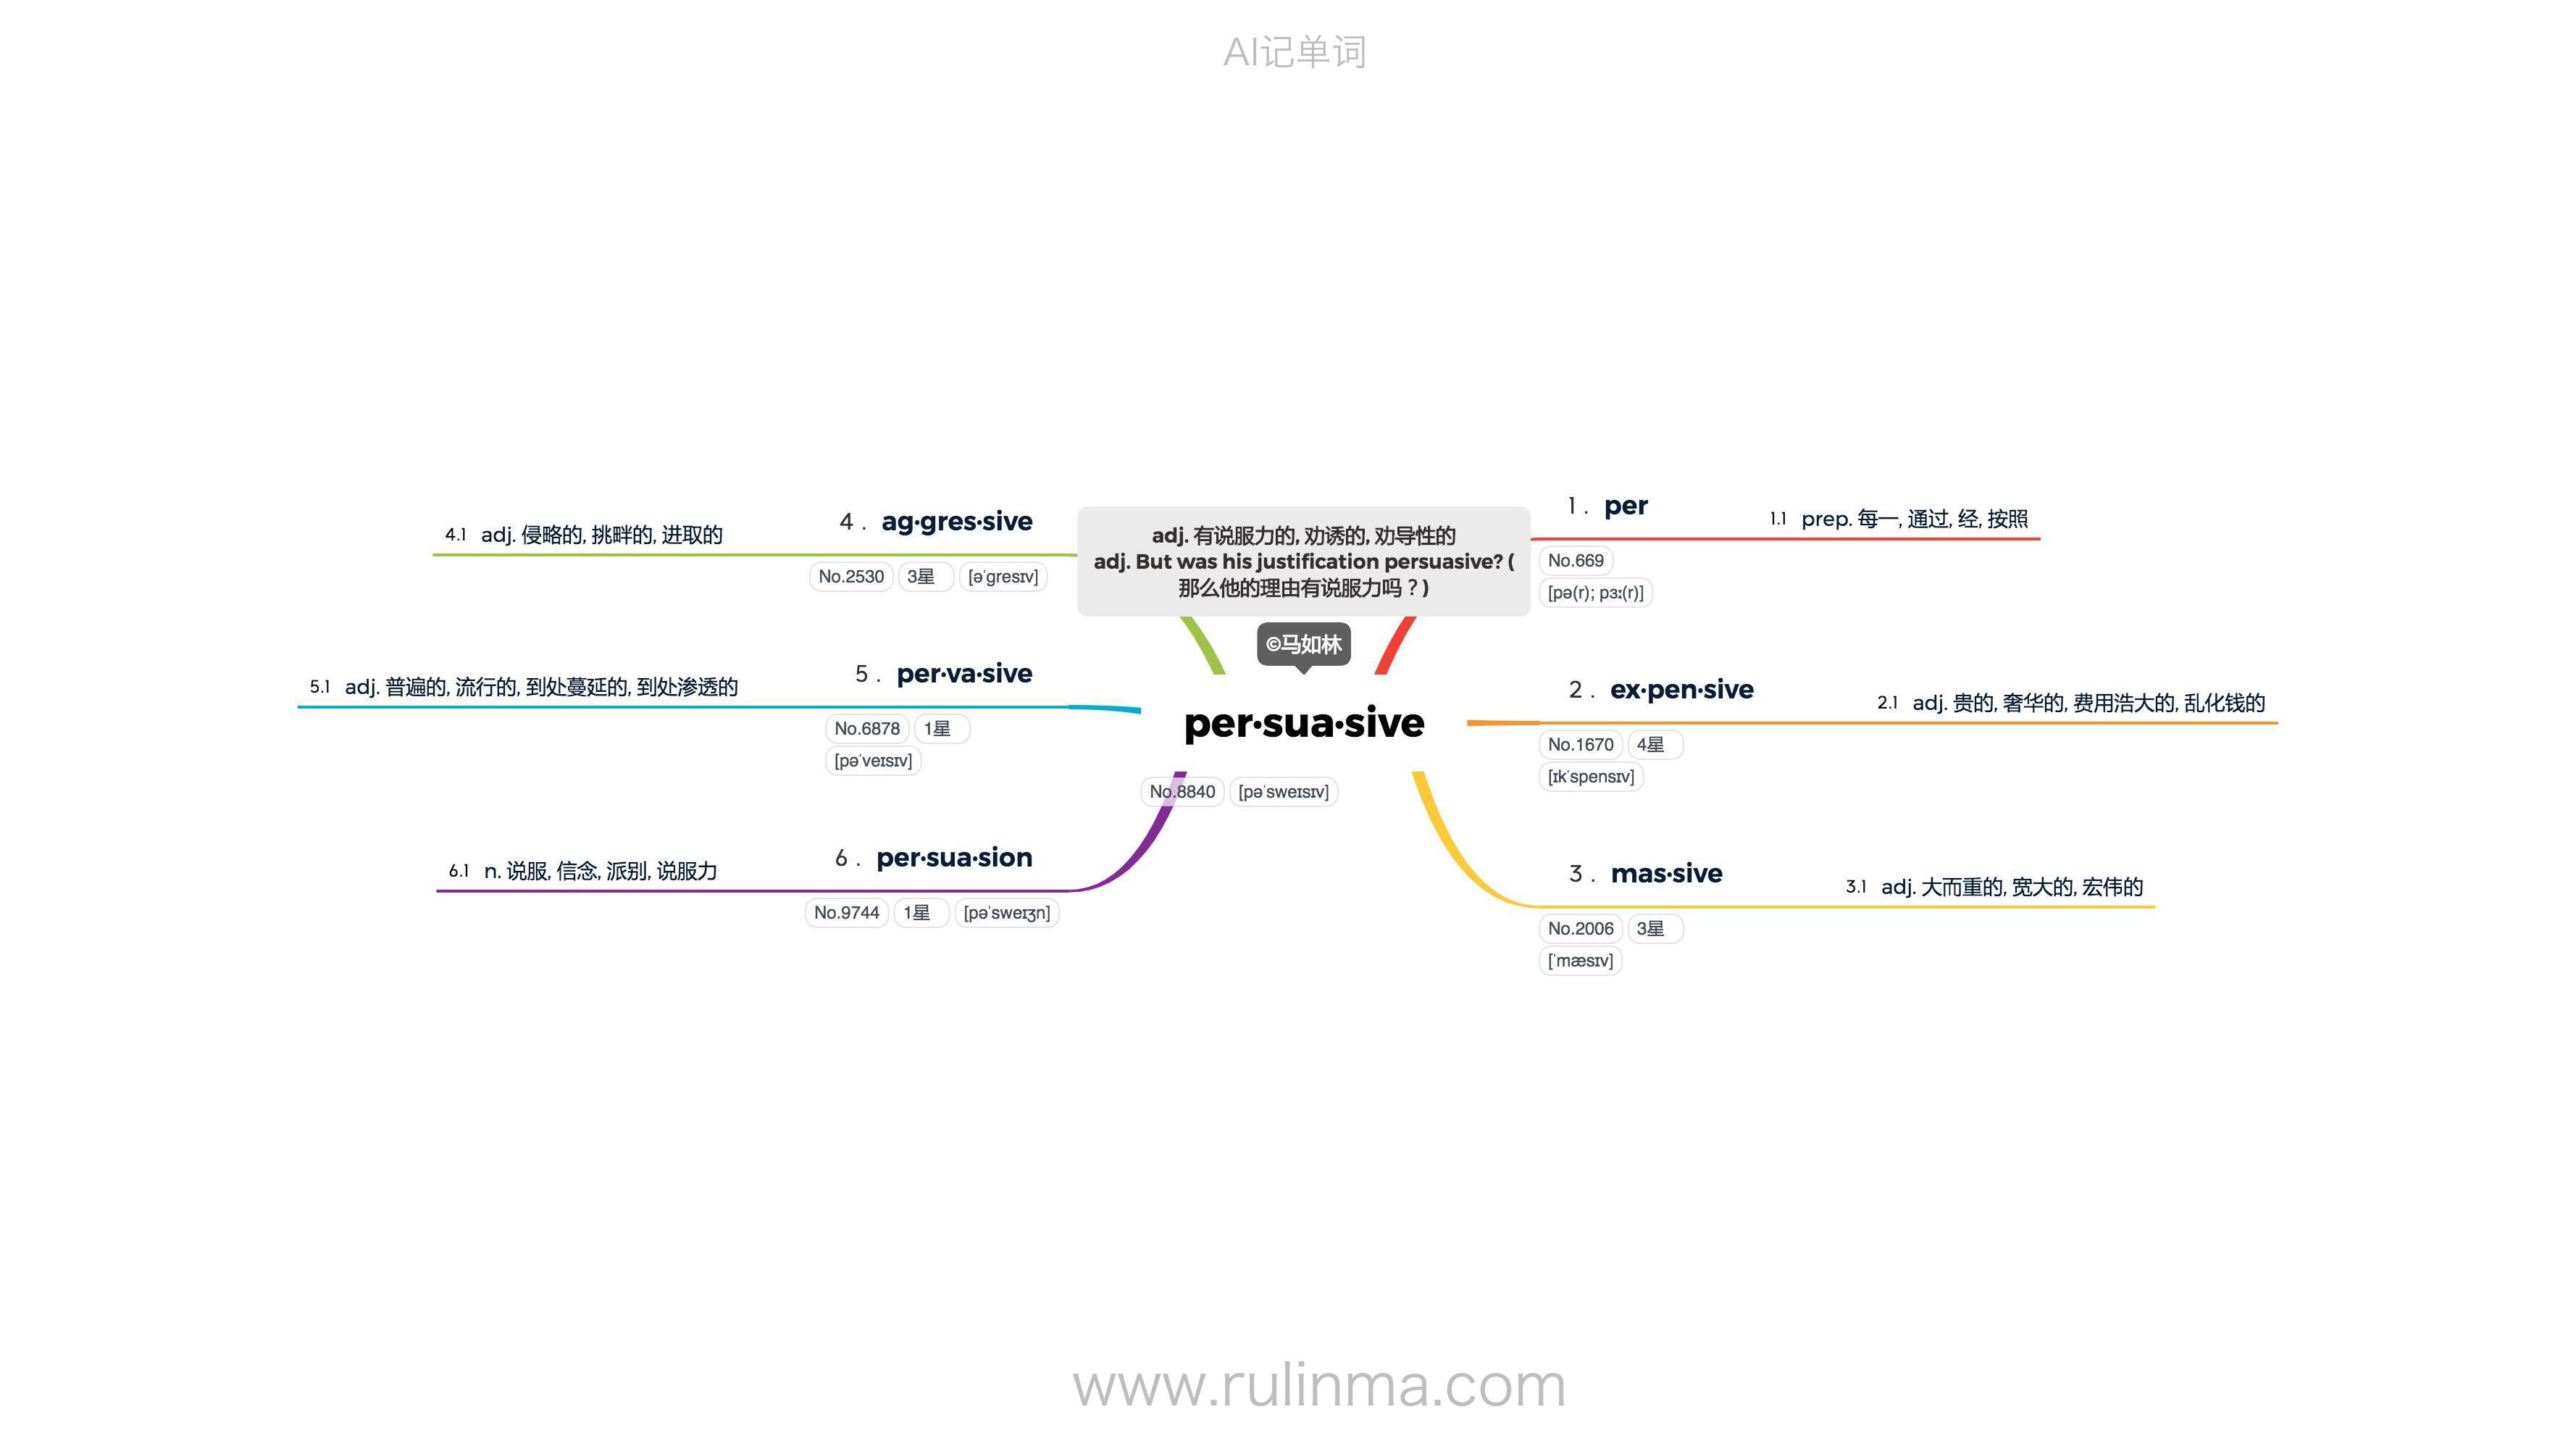 AI记单词
adj. 有说服力的, 劝诱的, 劝导性的
adj. But was his justification persuasive? (
那么他的理由有说服力吗？)
©马如林
per·sua·sive
No.8840 [pəˈsweɪsɪv]
1. per
1.1 prep. 每一, 通过, 经, 按照
No.669
[pə(r); pɜː(r)]
2. ex·pen·sive
2.1 adj. 贵的, 奢华的, 费用浩大的, 乱化钱的
No.1670 4星
[ɪkˈspensɪv]
3. mas·sive
3.1 adj. 大而重的, 宽大的, 宏伟的
No.2006 3星
[ˈmæsɪv]
4. ag·gres·sive
4.1 adj. 侵略的, 挑畔的, 进取的
No.2530 3星 [əˈɡresɪv]
5. per·va·sive
5.1 adj. 普遍的, 流行的, 到处蔓延的, 到处渗透的
No.6878 1星
[pəˈveɪsɪv]
6. per·sua·sion
6.1 n. 说服, 信念, 派别, 说服力
No.9744 1星 [pəˈsweɪʒn]
www.rulinma.com